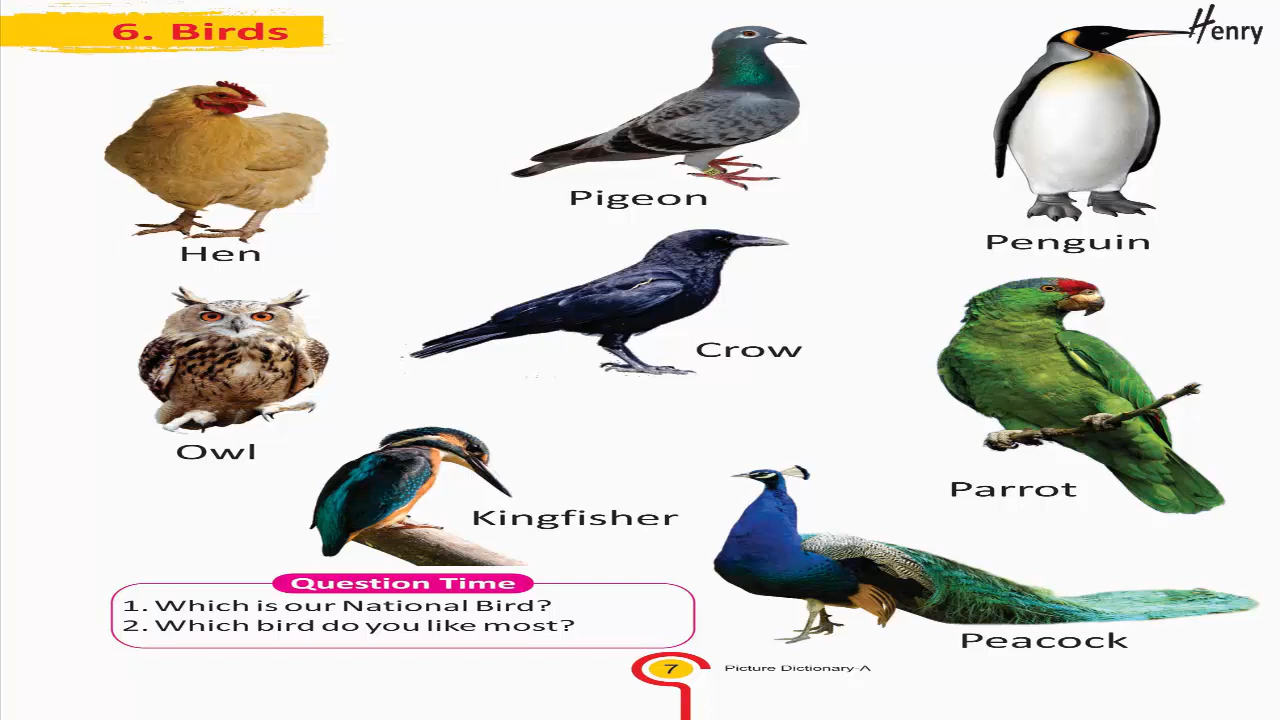 6. Birds
Henry
Hen
Pigeon
Penguin
Owl
Crow
Parrot
Kingfisher
Peacock
Question Time
1. Which is our National Bird?
2. Which bird do you like most?
7
Picture Dictionary-A